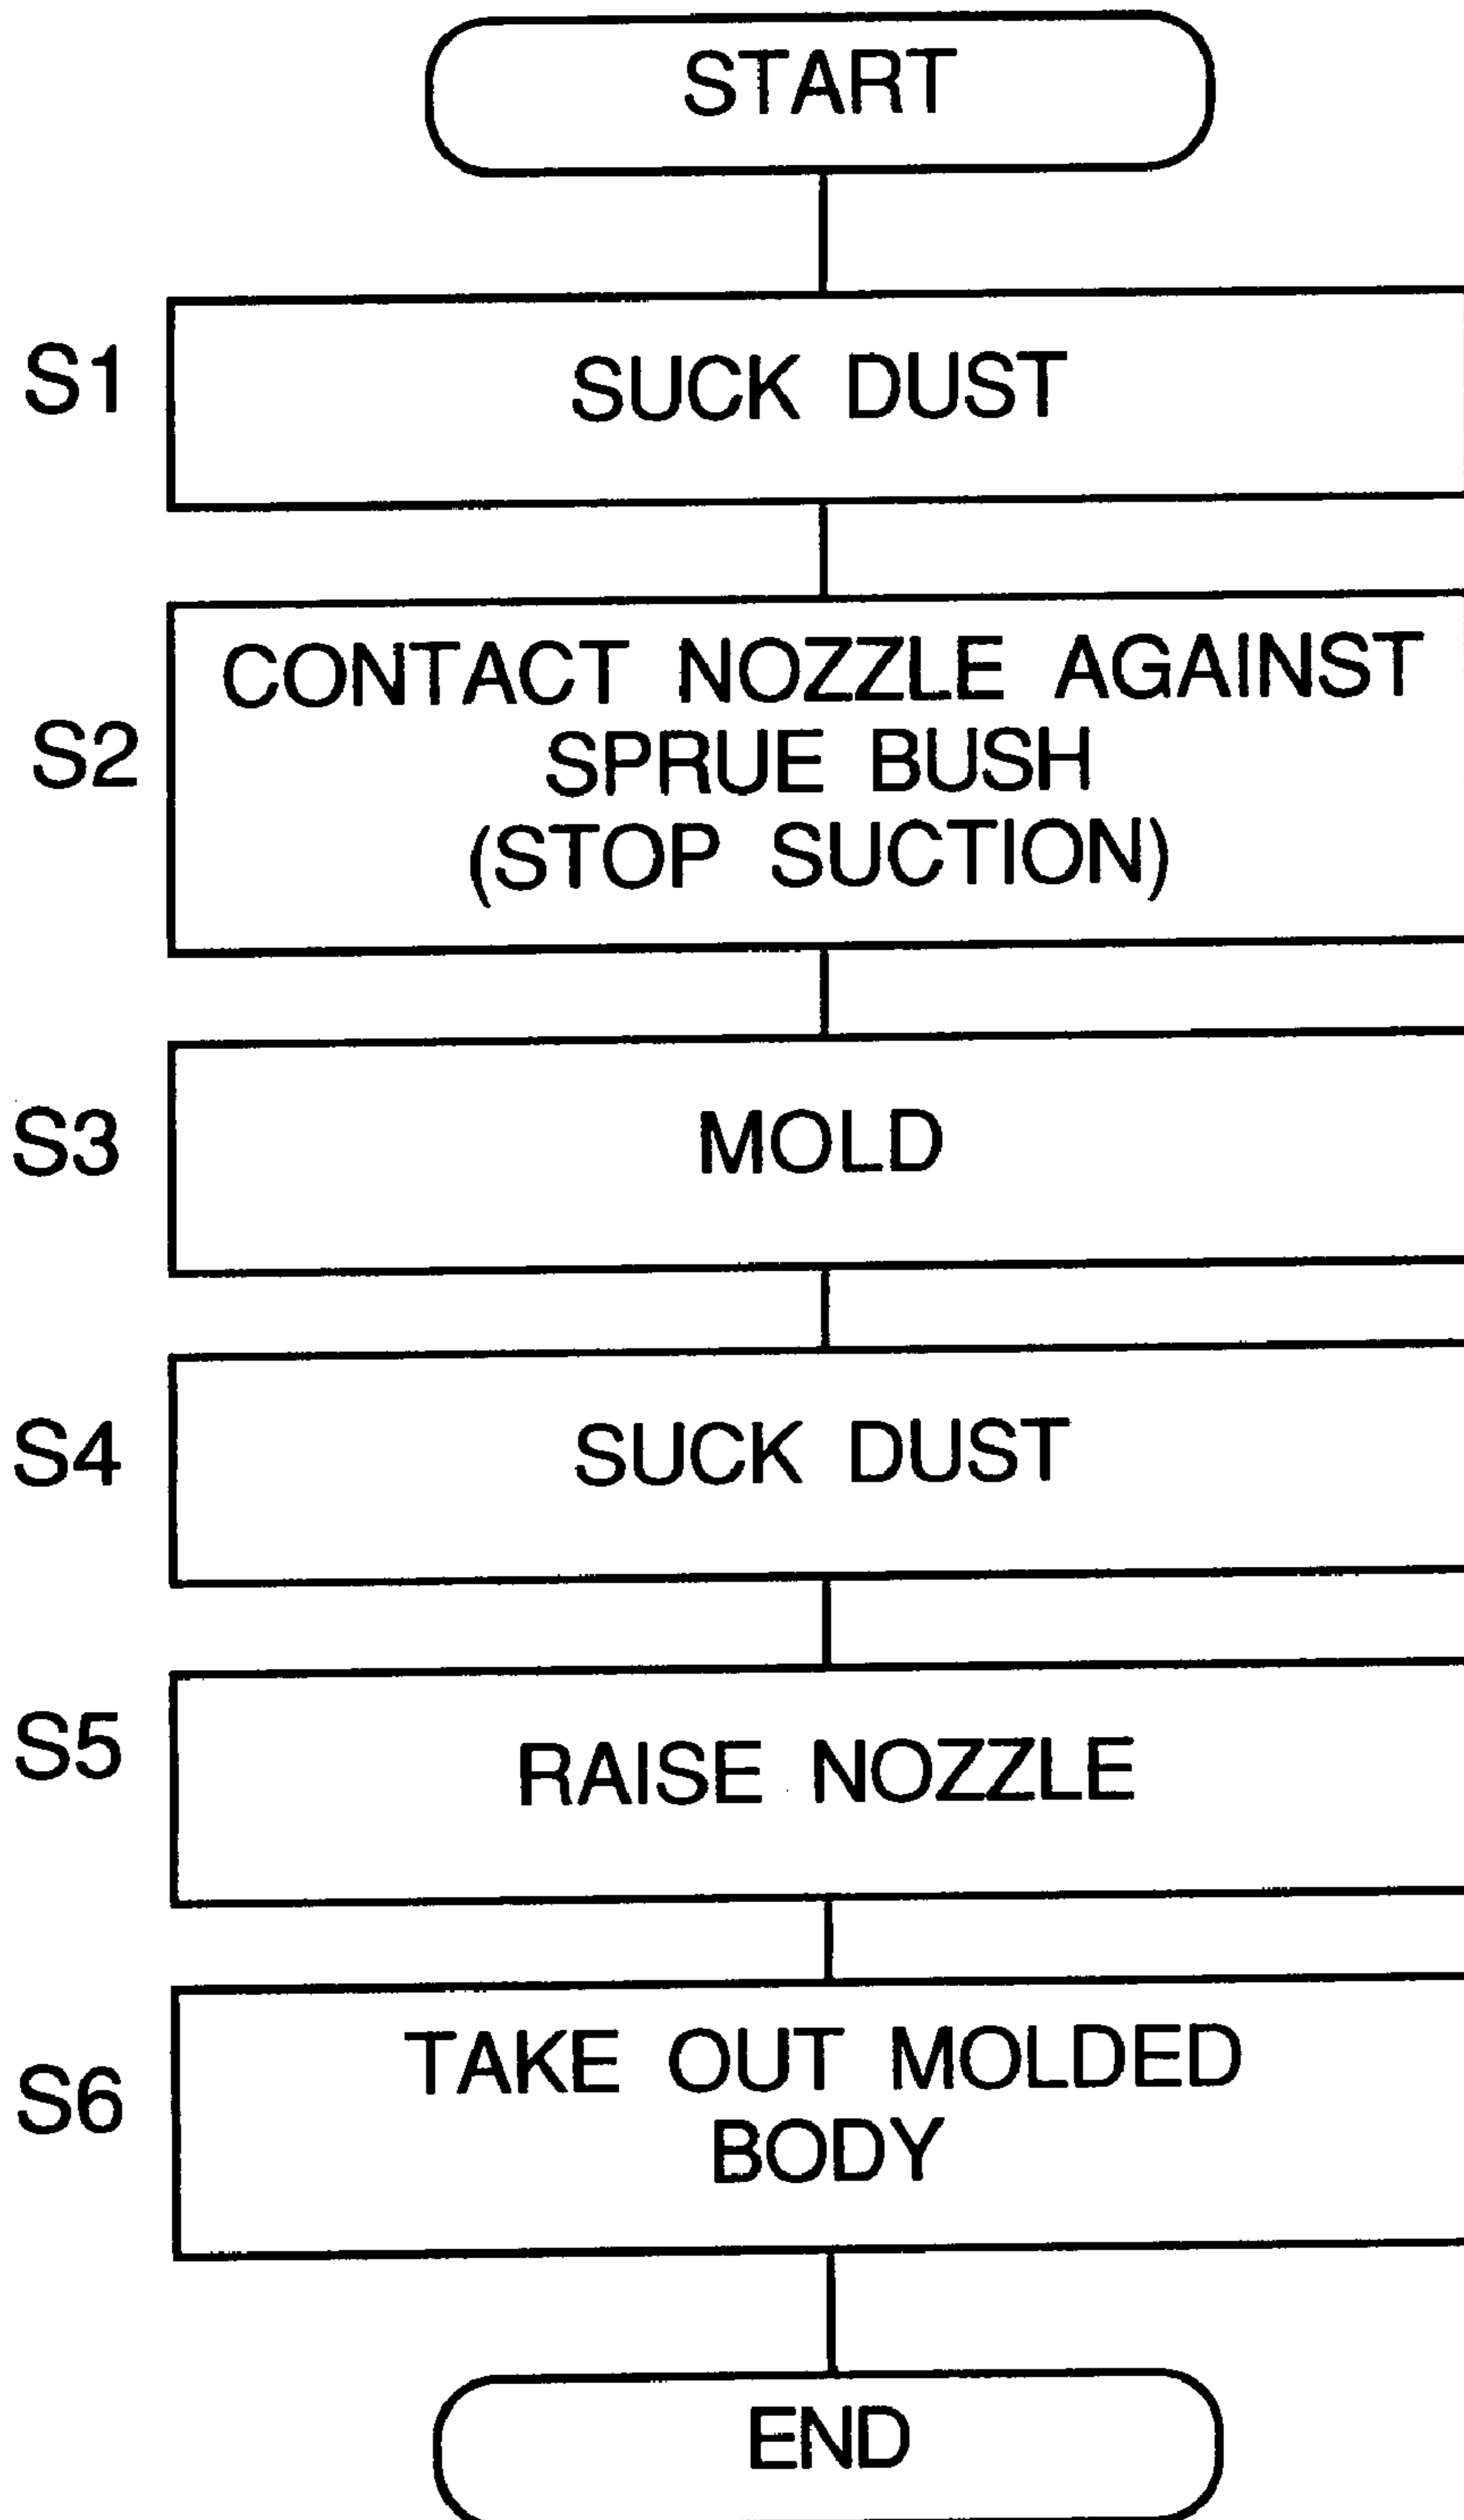 START
S1
SUCK DUST
S2
CONTACT NOZZLE AGAINST
SPRUE BUSH
(STOP SUCTION)
S3
MOLD
S4
SUCK DUST
S5
RAISE NOZZLE
S6
TAKE OUT MOLDED
BODY
END